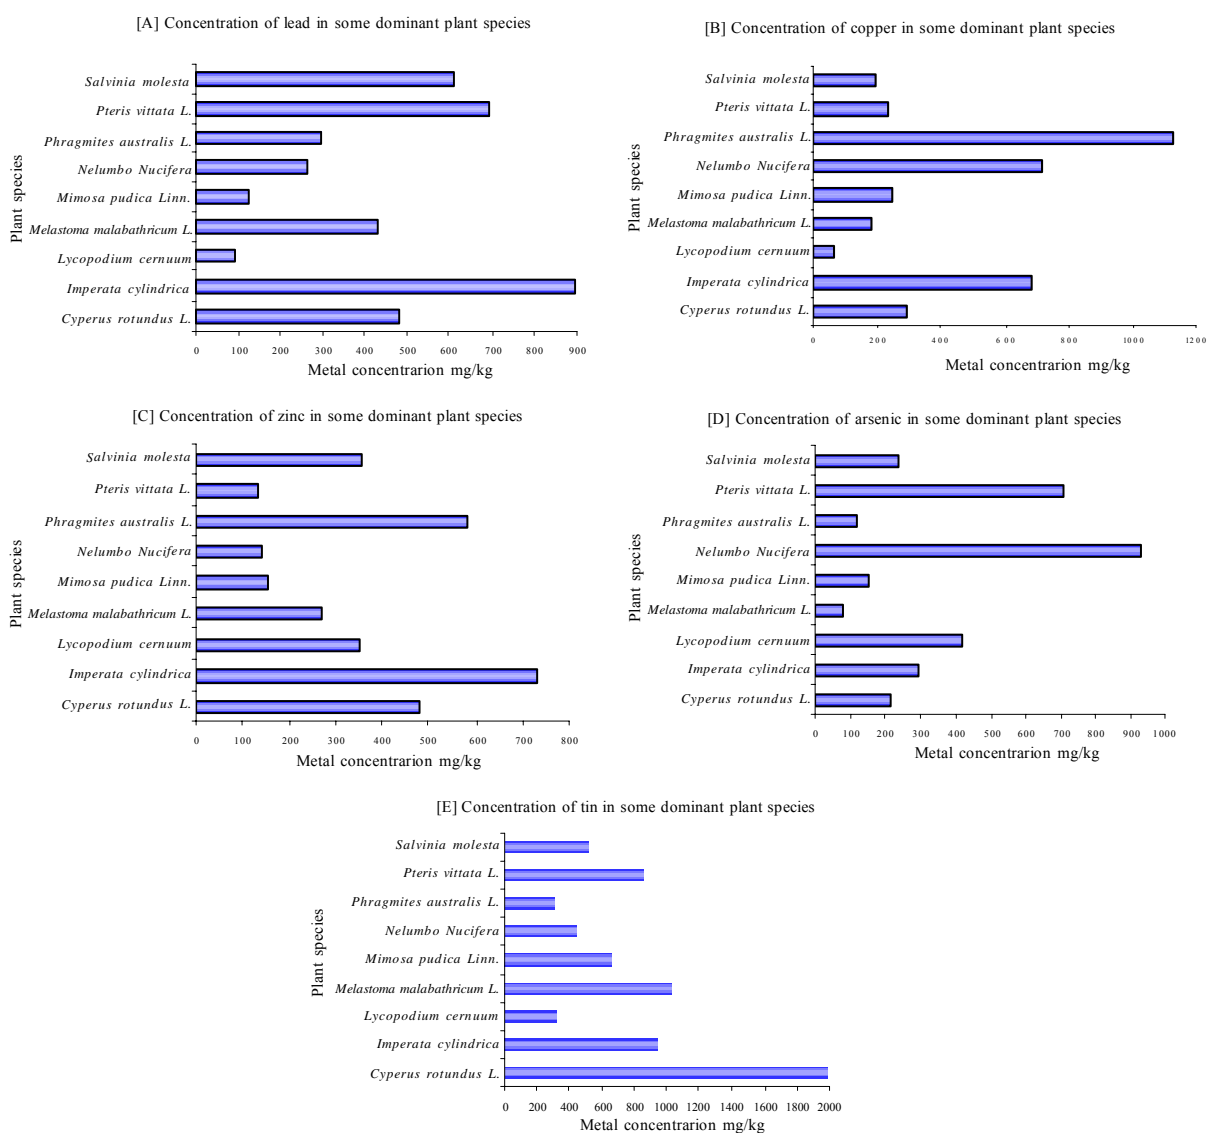 [A] Concentration of lead in some dominant plant species
Plant species
Salvinia molesta
Pteris vittata L.
Phragmites australis L.
Nelumbo Nucifera
Mimosa pudica Linn.
Melastoma malabathricum L.
Lycopodium cernuum
Imperata cylindrica
Cyperus rotundus L.
0 100 200 300 400 500 600 700 800 900
Metal concentrarion mg/kg
[B] Concentration of copper in some dominant plant species
Plant species
Salvinia molesta
Pteris vittata L.
Phragmites australis L.
Nelumbo Nucifera
Mimosa pudica Linn.
Melastoma malabathricum L.
Lycopodium cernuum
Imperata cylindrica
Cyperus rotundus L.
0 200 400 600 800 1000 1200
Metal concentrarion mg/kg
[C] Concentration of zinc in some dominant plant species
Plant species
Salvinia molesta
Pteris vittata L.
Phragmites australis L.
Nelumbo Nucifera
Mimosa pudica Linn.
Melastoma malabathricum L.
Lycopodium cernuum
Imperata cylindrica
Cyperus rotundus L.
0 100 200 300 400 500 600 700 800
Metal concentrarion mg/kg
[D] Concentration of arsenic in some dominant plant species
Plant species
Salvinia molesta
Pteris vittata L.
Phragmites australis L.
Nelumbo Nucifera
Mimosa pudica Linn.
Melastoma malabathricum L.
Lycopodium cernuum
Imperata cylindrica
Cyperus rotundus L.
0 100 200 300 400 500 600 700 800 900 1000
Metal concentrarion mg/kg
[E] Concentration of tin in some dominant plant species
Plant species
Salvinia molesta
Pteris vittata L.
Phragmites australis L.
Nelumbo Nucifera
Mimosa pudica Linn.
Melastoma malabathricum L.
Lycopodium cernuum
Imperata cylindrica
Cyperus rotundus L.
0 200 400 600 800 1000 1200 1400 1600 1800 2000
Metal concentrarion mg/kg